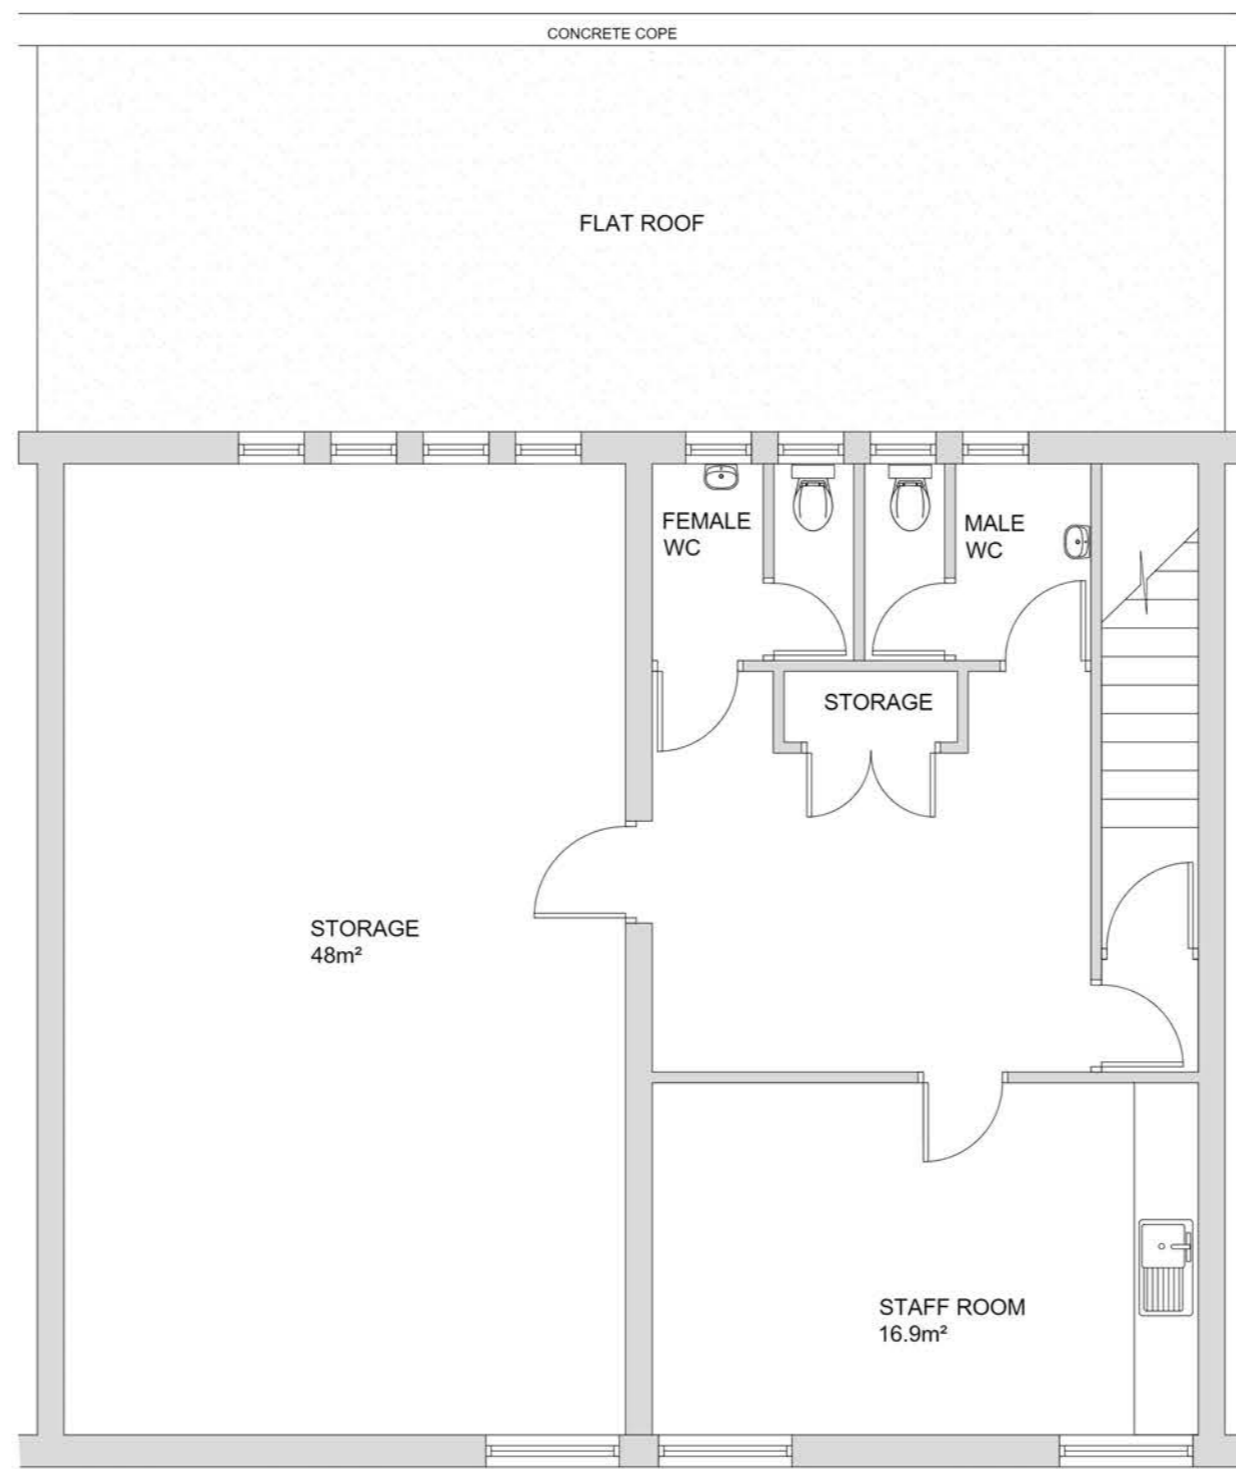 CONCRETE COPE
FLAT ROOF
FEMALE
WC
MALE
WC
STORAGE
STORAGE
48m²
STAFF ROOM
16.9m²